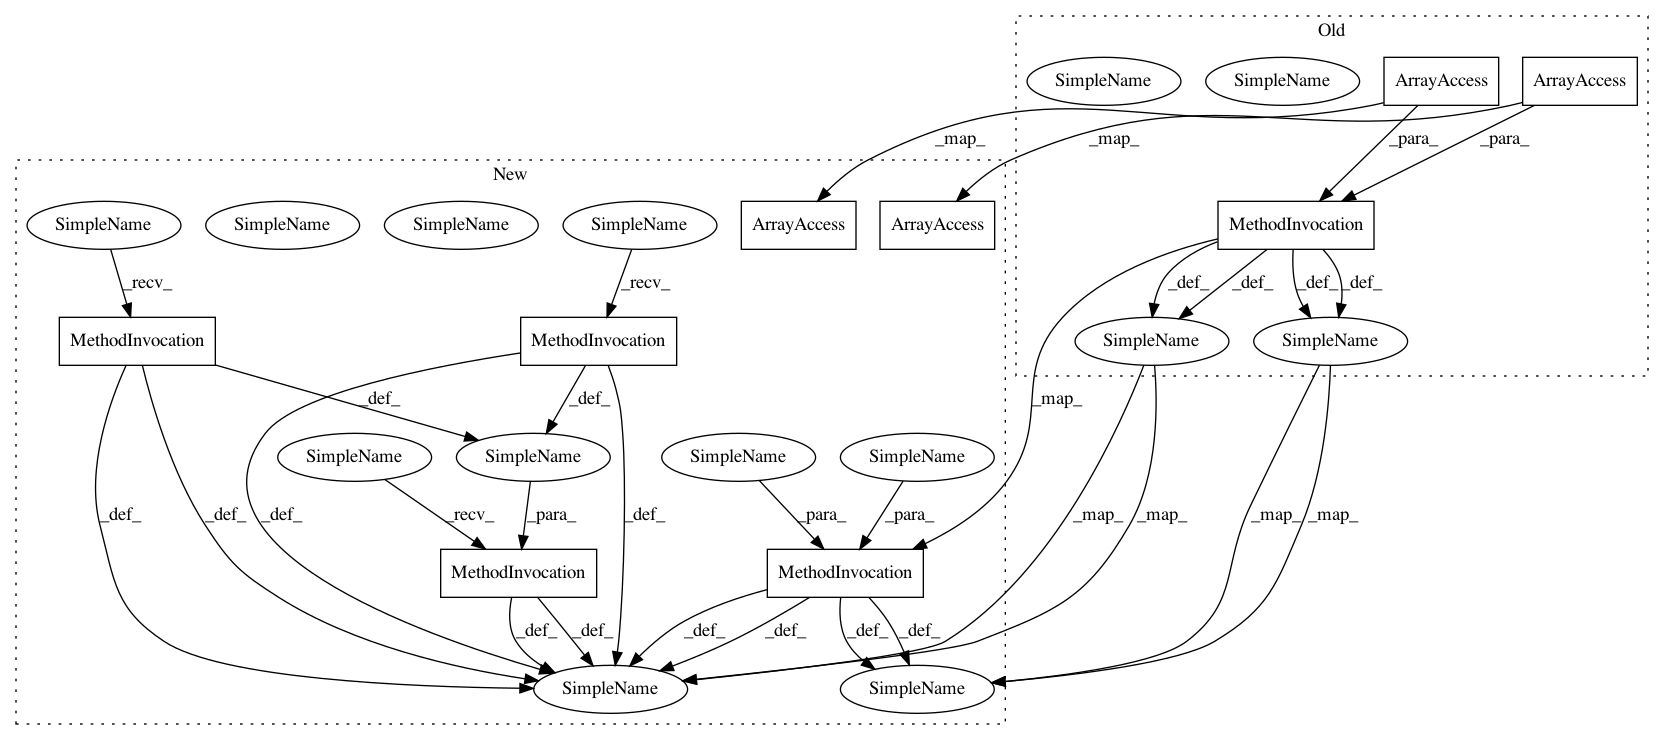 Old
SimpleName SimpleName ArrayAccess ArrayAccess
_map_ _map_ _para_ _para_
New
SimpleName SimpleName SimpleName SimpleName ArrayAccess ArrayAccess MethodInvocation
_recv_ _recv_ _def_ _def_ _def_ _def_
MethodInvocation MethodInvocation SimpleName SimpleName
_def_ _def_ _map_
SimpleName SimpleName SimpleName SimpleName
_def_ _def_ _def_ _recv_ _para_ _def_ _para_ _para_ _map_ _map_ _map_ _map_
MethodInvocation MethodInvocation
_def_ _def_ _def_ _def_ _def_ _def_
SimpleName SimpleName